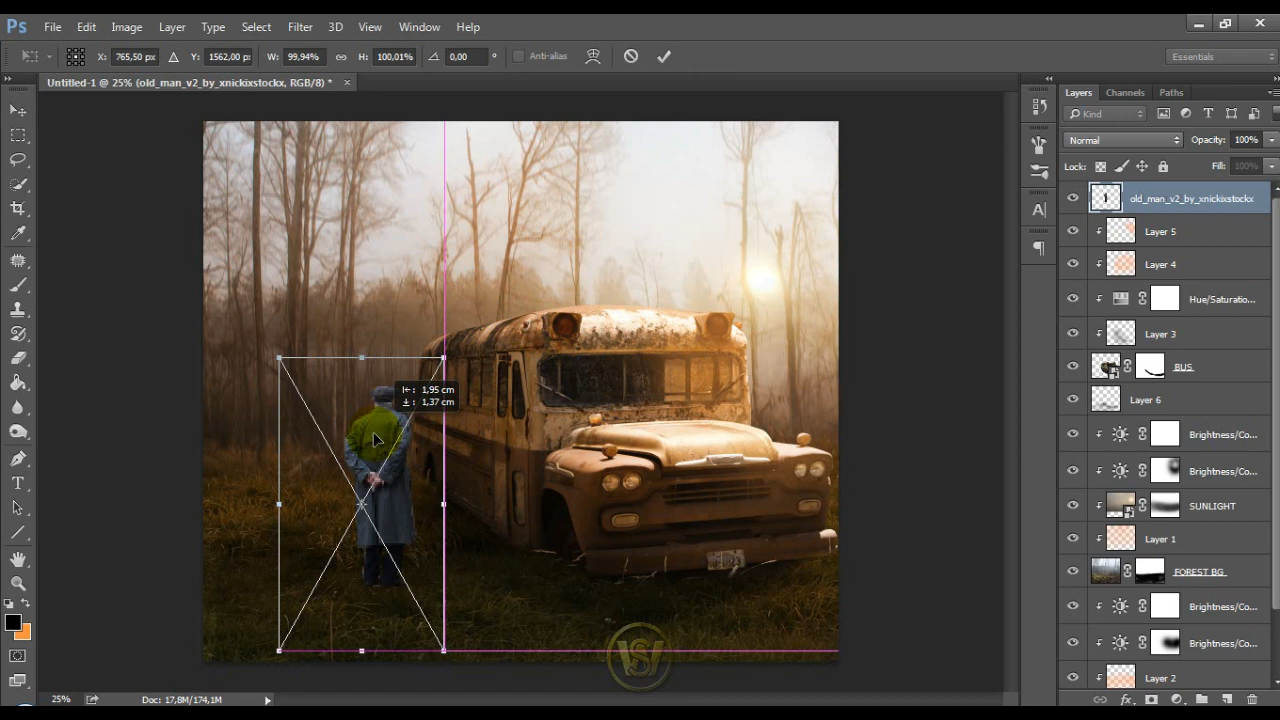 Ps File Edit Image Layer Type Select Filter 3D View Window Help
X: 765,50 px Y: 1562,00 px W: 99,94% H: 100,01% 0,00 ° Anti-alias Essentials
Untitled-1 @ 25% (old_man_v2_by_xnickixstockx, RGB/8) * ×
Layers Channels Paths
Kind
Normal Opacity: 100%
Lock: Fill: 100%
old_man_v2_by_xnickixstockx
Layer 5
Layer 4
Hue/Saturatio...
Layer 3
BUS
Layer 6
Brightness/Co...
Brightness/Co...
SUNLIGHT
Layer 1
FOREST BG
Brightness/Co...
Brightness/Co...
Layer 2
1,95 cm
1,37 cm
25% Doc: 17,8M/174,1M